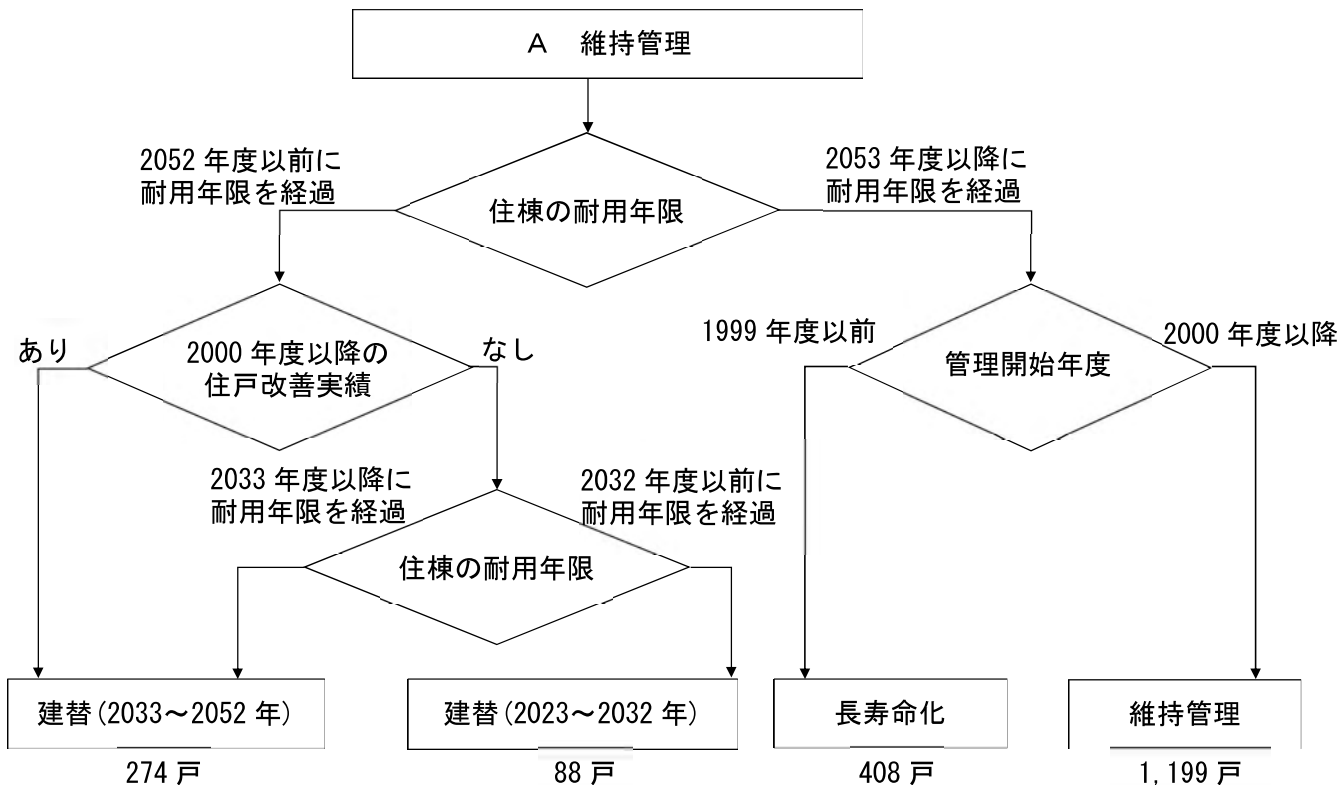 A 維持管理
2052 年度以前に
耐用年限を経過
2053 年度以降に
耐用年限を経過
住棟の耐用年限
あり
2000 年度以降の
住戸改善実績
なし
1999 年度以前
管理開始年度
2000 年度以降
2033 年度以降に
耐用年限を経過
2032 年度以前に
耐用年限を経過
住棟の耐用年限
建替(2033～2052 年)
建替(2023～2032 年)
長寿命化
維持管理
274 戸
88 戸
408 戸
1,199 戸